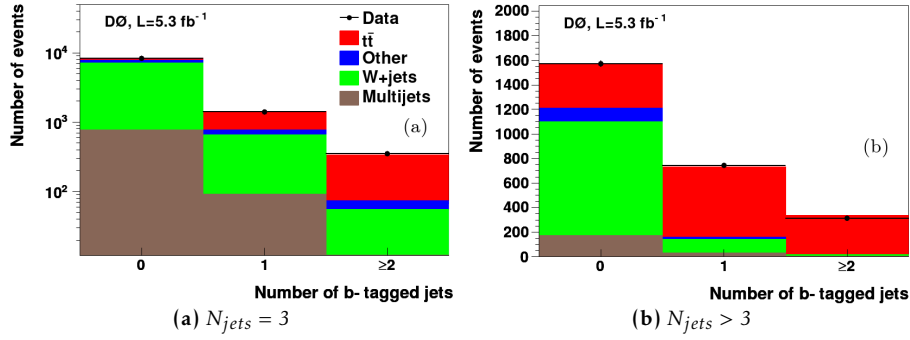 DØ, L=5.3 fb⁻¹
Number of events
10⁴
10³
10²
Data
tt̄
Other
W+jets
Multijets
(a)
0 1 ≥2
Number of b- tagged jets
(a) N_jets = 3
DØ, L=5.3 fb⁻¹
Number of events
2000
1800
1600
1400
1200
1000
800
600
400
200
0
(b)
0 1 ≥2
Number of b- tagged jets
(b) N_jets > 3